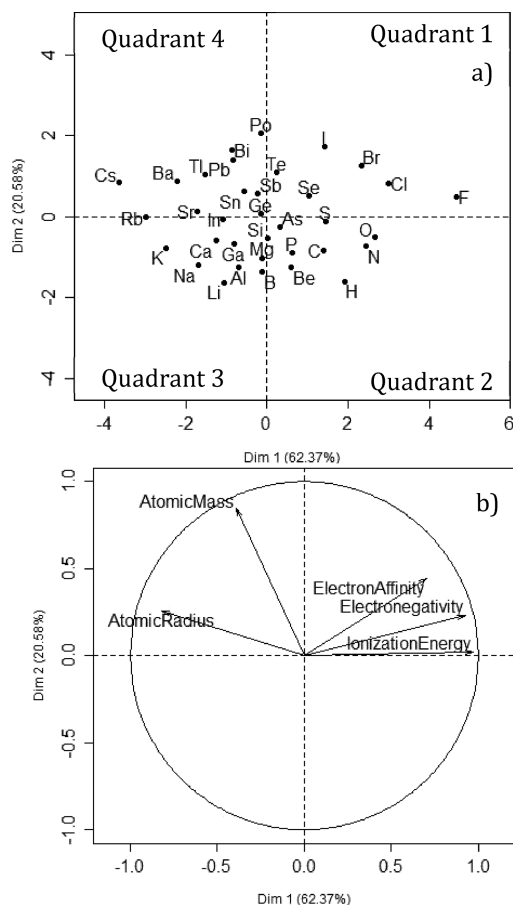 Quadrant 4 Quadrant 1
a)
4
Po I
2
Bi
Tl Pb Te Br
Cs Ba Sn Sb Se Cl
F
Dim 2 (20.58%)
0
Rb Sr In Ge As S
Si O
K Ca Ga Mg P C N
Na Al B Be
Li H
-2
Quadrant 3 Quadrant 2
-4
-4 -2 0 2 4 6
Dim 1 (62.37%)
b)
1.0
AtomicMass
0.5
ElectronAffinity
Electronegativity
AtomicRadius
IonizationEnergy
Dim 2 (20.58%)
0.0
-0.5
-1.0
-1.0 -0.5 0.0 0.5 1.0
Dim 1 (62.37%)